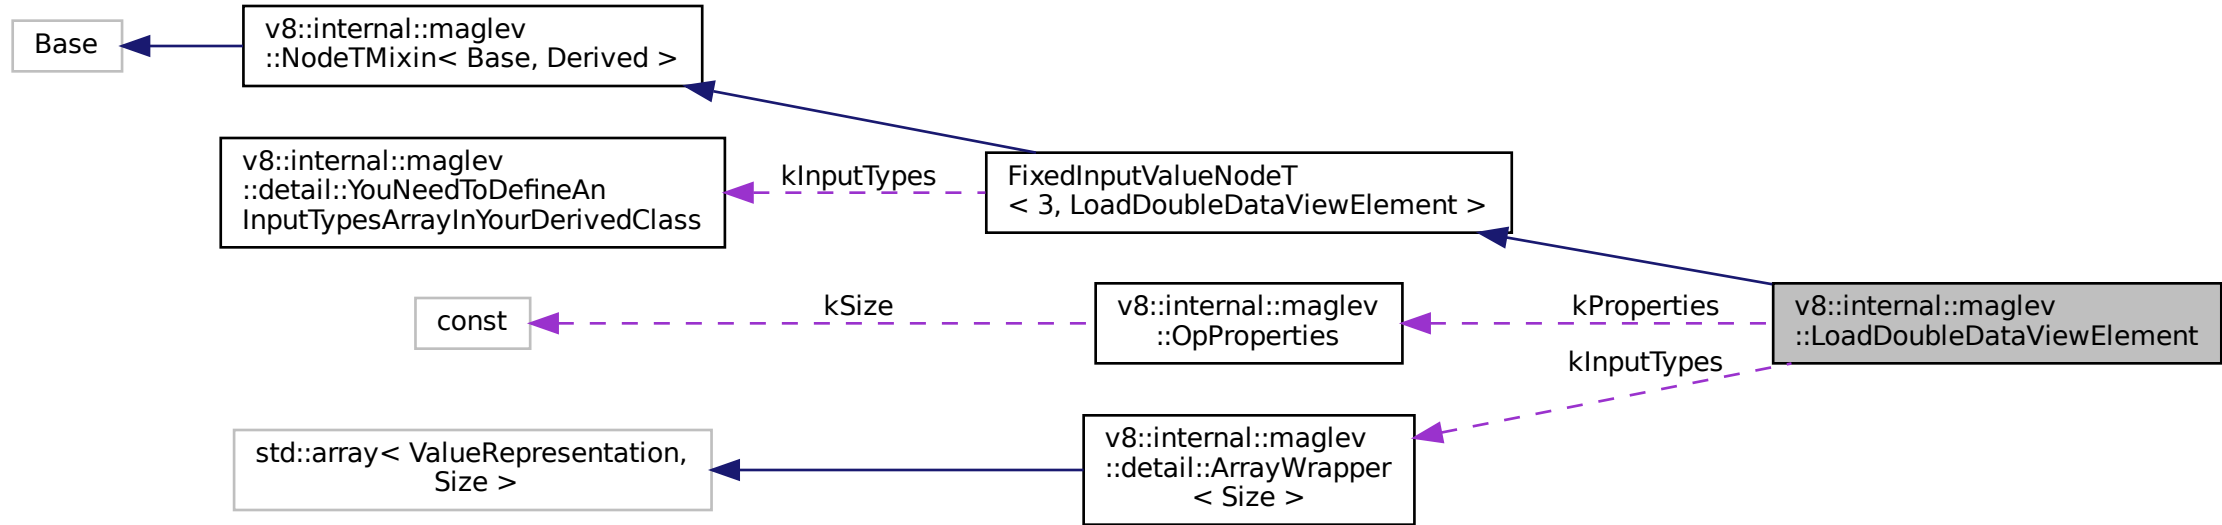 Base
v8::internal::maglev
::NodeTMixin< Base, Derived >
v8::internal::maglev
::detail::YouNeedToDefineAn
InputTypesArrayInYourDerivedClass
kInputTypes
FixedInputValueNodeT
< 3, LoadDoubleDataViewElement >
const
kSize
v8::internal::maglev
::OpProperties
kProperties
v8::internal::maglev
::LoadDoubleDataViewElement
kInputTypes
std::array< ValueRepresentation,
Size >
v8::internal::maglev
::detail::ArrayWrapper
< Size >